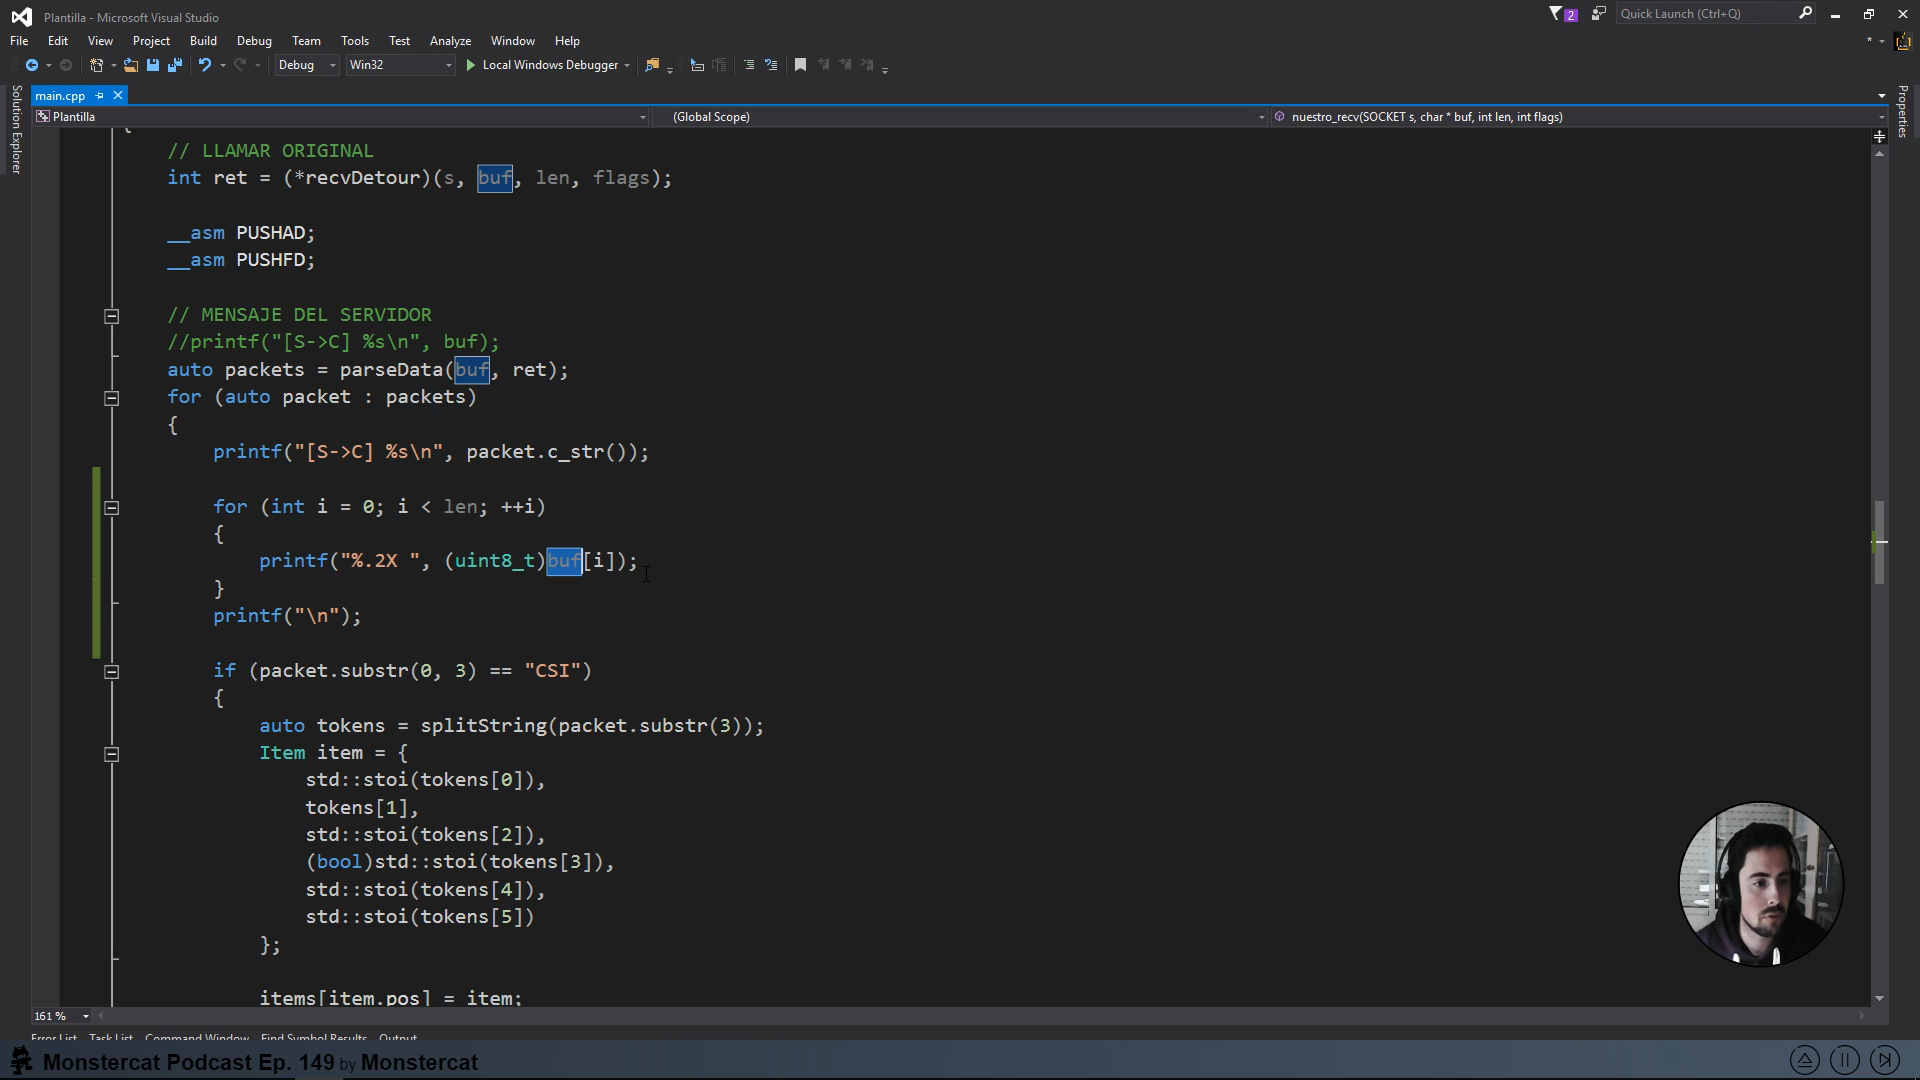 Plantilla - Microsoft Visual Studio
2
Quick Launch (Ctrl+Q)
File Edit View Project Build Debug Team Tools Test Analyze Window Help
Debug Win32 Local Windows Debugger
Solution Explorer
main.cpp
Properties
Plantilla (Global Scope) nuestro_recv(SOCKET s, char * buf, int len, int flags)
// LLAMAR ORIGINAL
int ret = (*recvDetour)(s, buf, len, flags);
__asm PUSHAD;
__asm PUSHFD;
// MENSAJE DEL SERVIDOR
//printf("[S->C] %s\n", buf);
auto packets = parseData(buf, ret);
for (auto packet : packets)
{
printf("[S->C] %s\n", packet.c_str());
for (int i = 0; i < len; ++i)
{
printf("%.2X ", (uint8_t)buf[i]);
}
printf("\n");
if (packet.substr(0, 3) == "CSI")
{
auto tokens = splitString(packet.substr(3));
Item item = {
std::stoi(tokens[0]),
tokens[1],
std::stoi(tokens[2]),
(bool)std::stoi(tokens[3]),
std::stoi(tokens[4]),
std::stoi(tokens[5])
};
items[item.pos] = item;
161 %
Error List Task List Command Window Find Symbol Results Output
Monstercat Podcast Ep. 149 by Monstercat